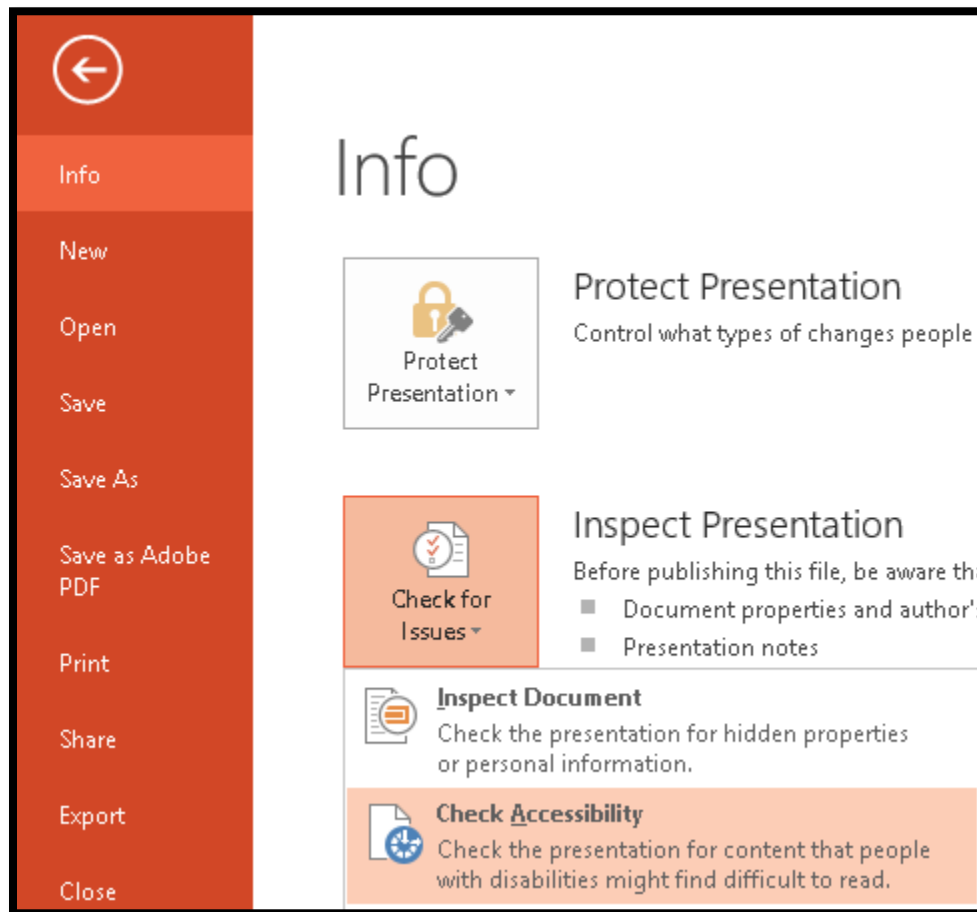 Info
New
Open
Save
Save As
Save as Adobe
PDF
Print
Share
Export
Close
Info
Protect
Presentation
Protect Presentation
Control what types of changes people
Check for
Issues
Inspect Presentation
Before publishing this file, be aware
Document properties and author's
Presentation notes
Inspect Document
Check the presentation for hidden properties
or personal information.
Check Accessibility
Check the presentation for content that people
with disabilities might find difficult to read.